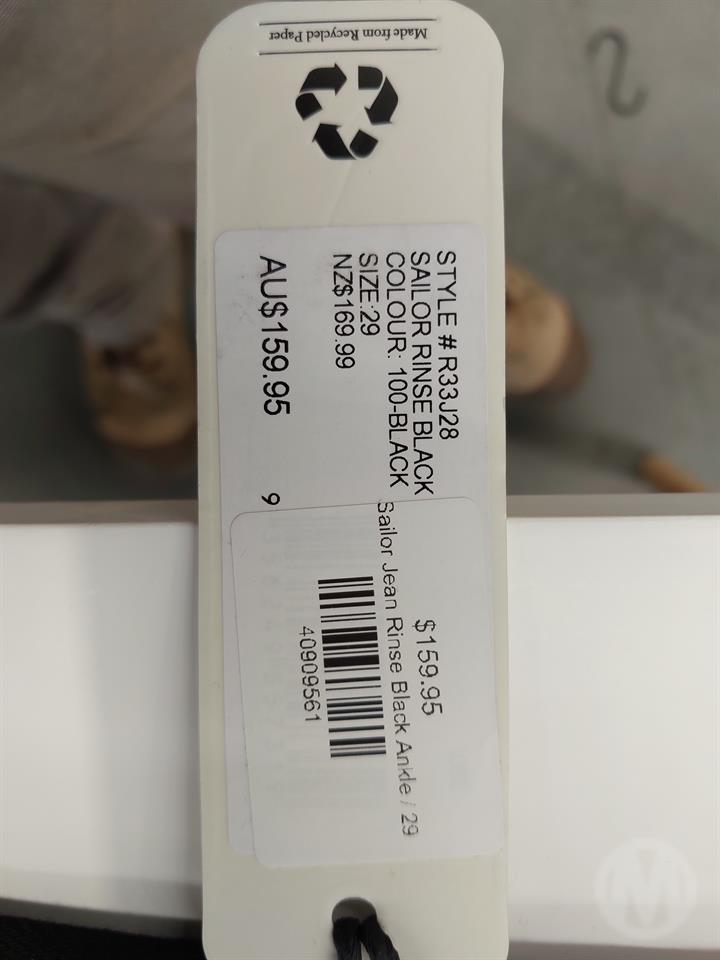 Made from Recycled Paper
STYLE # R33J28
SAILOR RINSE BLACK
COLOUR: 100-BLACK
SIZE:29
NZ$169.99
AU$159.95
9
$159.95
Sailor Jean Rinse Black Ankle / 29
40909561
M